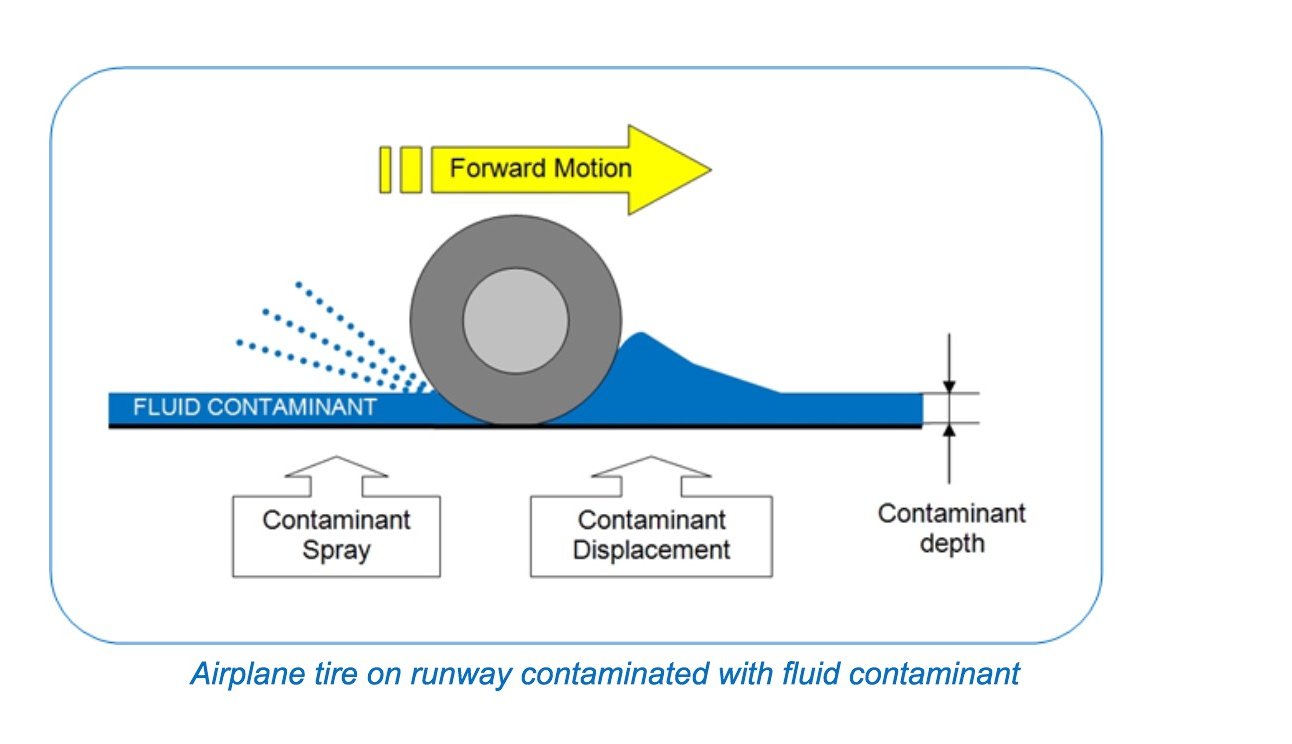 Forward Motion
FLUID CONTAMINANT
Contaminant
Spray
Contaminant
Displacement
Contaminant
depth
Airplane tire on runway contaminated with fluid contaminant